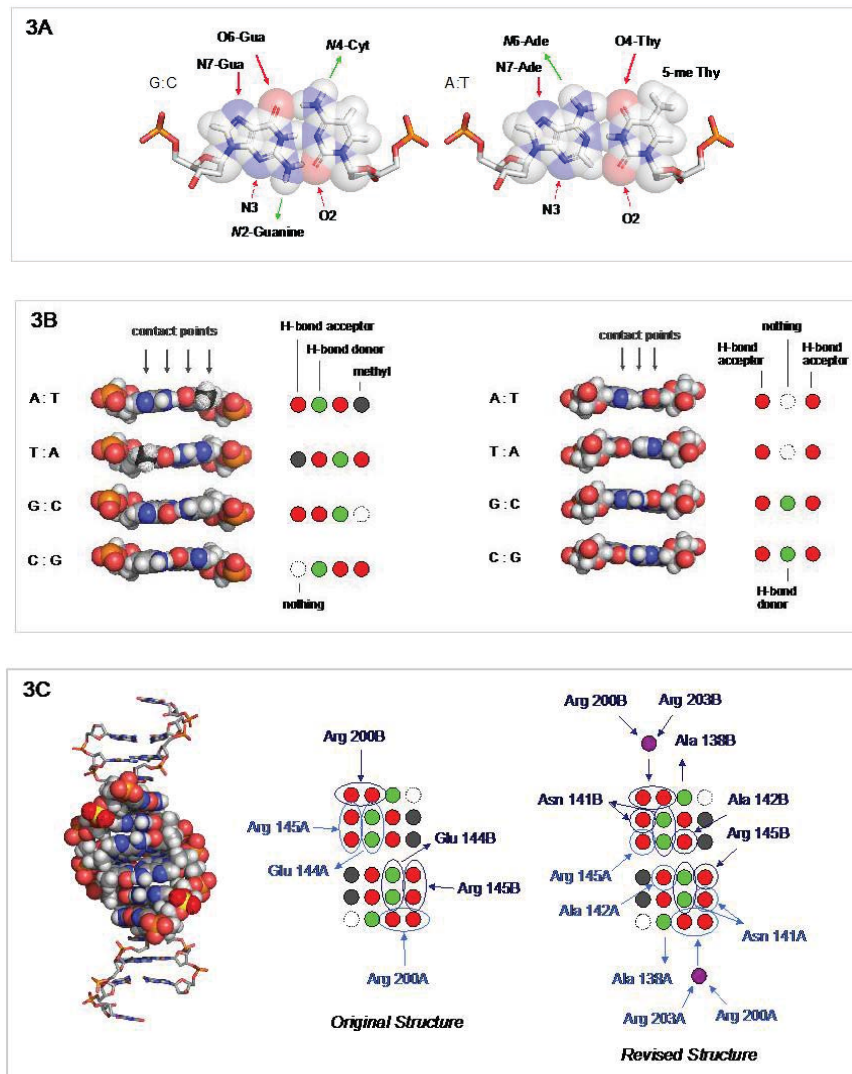 3A
O6-Gua
N4-Cyt
N7-Gua
G:C
N3
O2
N2-Guanine
N6-Ade
O4-Thy
N7-Ade
5-me Thy
A:T
N3
O2
3B
contact points
H-bond acceptor
H-bond donor
methyl
A:T
T:A
G:C
C:G
nothing
contact points
nothing
H-bond
acceptor
H-bond
acceptor
A:T
T:A
G:C
C:G
H-bond
donor
3C
Arg 200B
Arg 145A
Glu 144B
Glu 144A
Arg 145B
Arg 200A
Original Structure
Arg 200B
Arg 203B
Ala 138B
Asn 141B
Ala 142B
Arg 145B
Arg 145A
Ala 142A
Asn 141A
Ala 138A
Arg 203A
Arg 200A
Revised Structure